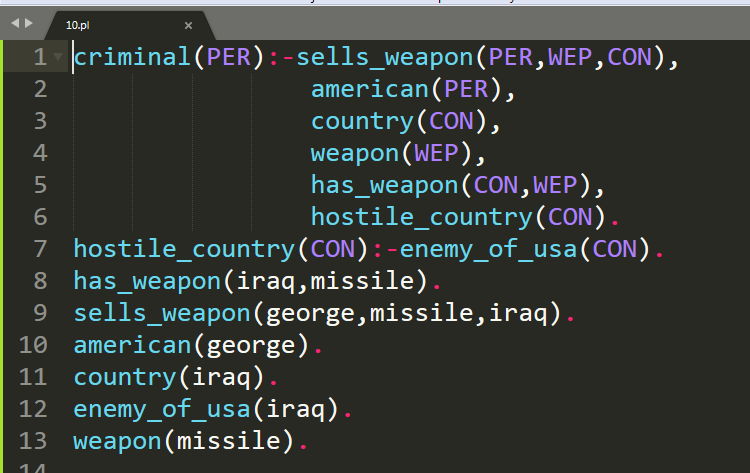 10.pl ×
1 criminal(PER):-sells_weapon(PER,WEP,CON),
2 american(PER),
3 country(CON),
4 weapon(WEP),
5 has_weapon(CON,WEP),
6 hostile_country(CON).
7 hostile_country(CON):-enemy_of_usa(CON).
8 has_weapon(iraq,missile).
9 sells_weapon(george,missile,iraq).
10 american(george).
11 country(iraq).
12 enemy_of_usa(iraq).
13 weapon(missile).
14